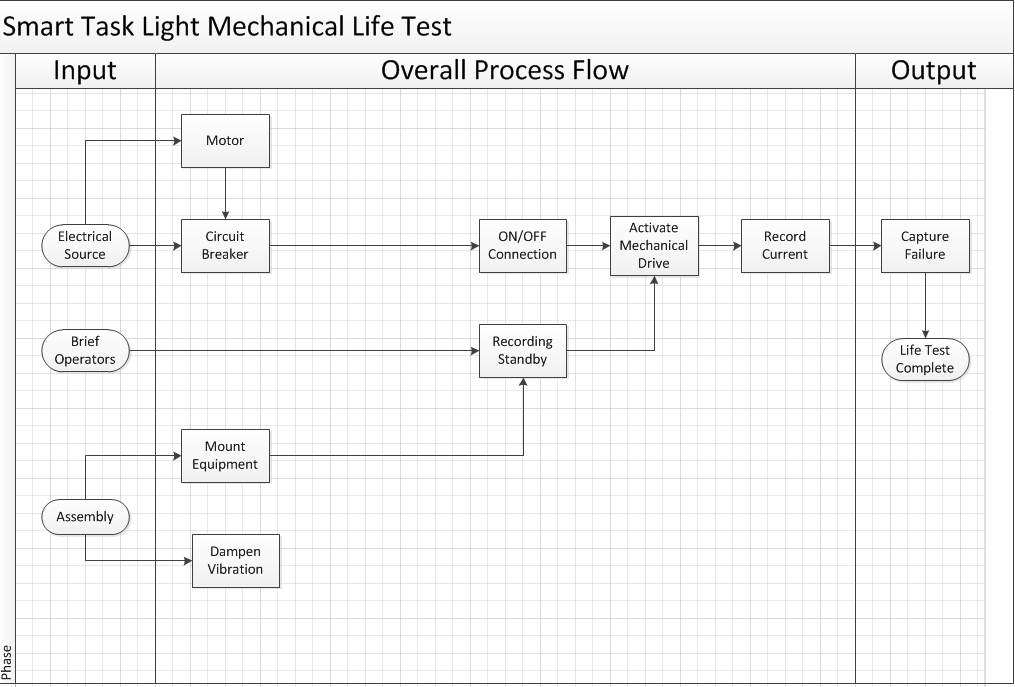 Smart Task Light Mechanical Life Test
Input
Overall Process Flow
Output
Motor
Electrical
Source
Circuit
Breaker
ON/OFF
Connection
Activate
Mechanical
Drive
Record
Current
Capture
Failure
Brief
Operators
Recording
Standby
Life Test
Complete
Mount
Equipment
Assembly
Dampen
Vibration
Phase